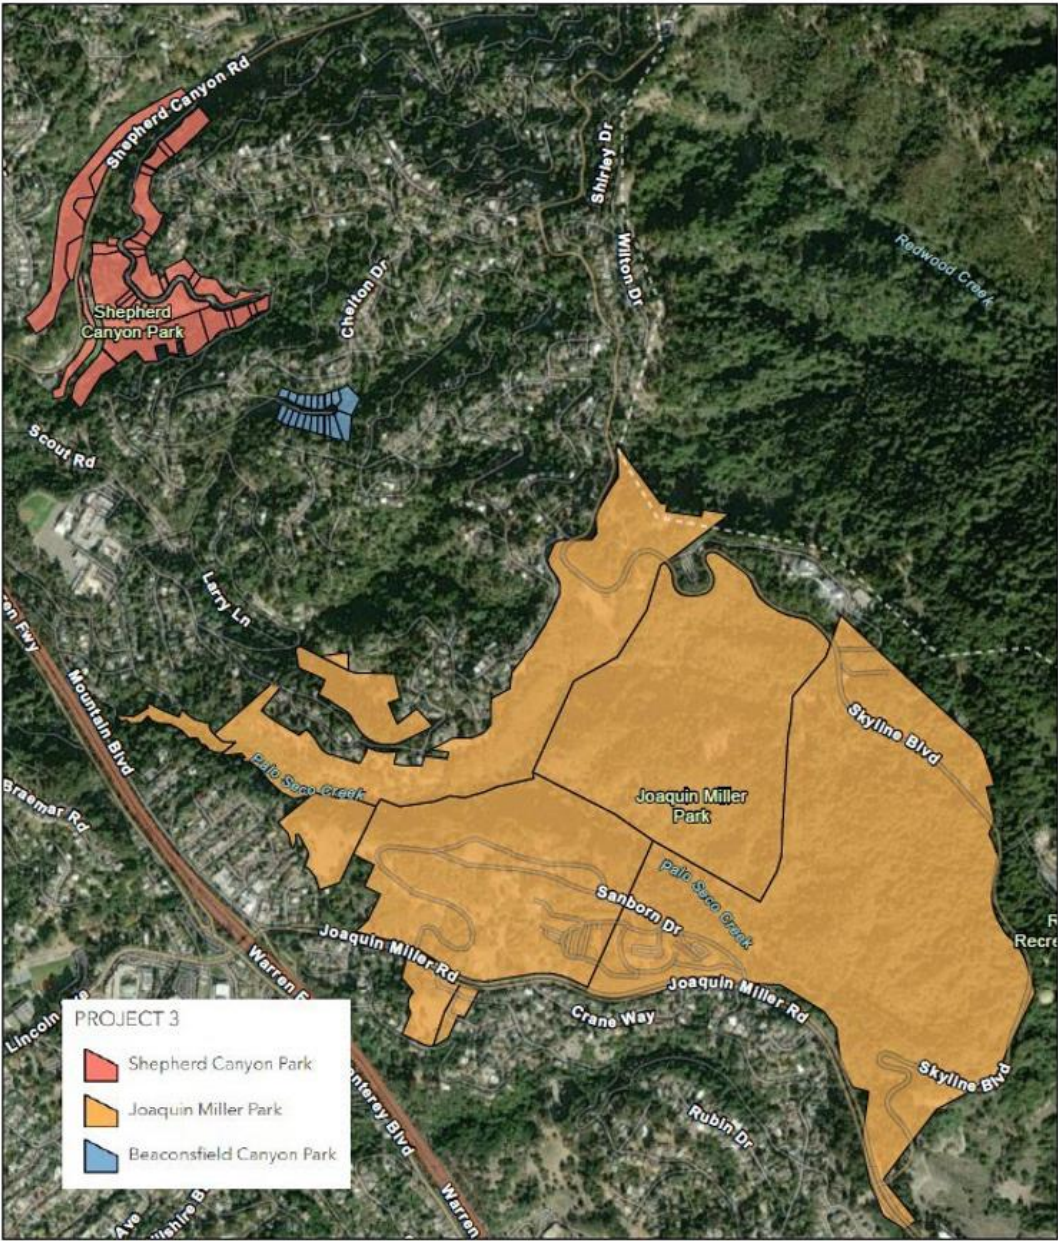 Shepherd Canyon Rd
Shirley Dr
Wilton Dr
Redwood Creek
Chelton Dr
Shepherd
Canyon Park
Scout Rd
Larry Ln
Mountain Blvd
Braemar Rd
Palo Seco Creek
Skyline Blvd
Joaquin Miller
Park
Palo Seco Creek
Sanborn Dr
Joaquin Miller Rd
Joaquin Miller Rd
Crane Way
Warren F
Lincoln
Skyline Blvd
Rubin Dr
Warren
Ave
PROJECT 3
Shepherd Canyon Park
Joaquin Miller Park
Beaconsfield Canyon Park